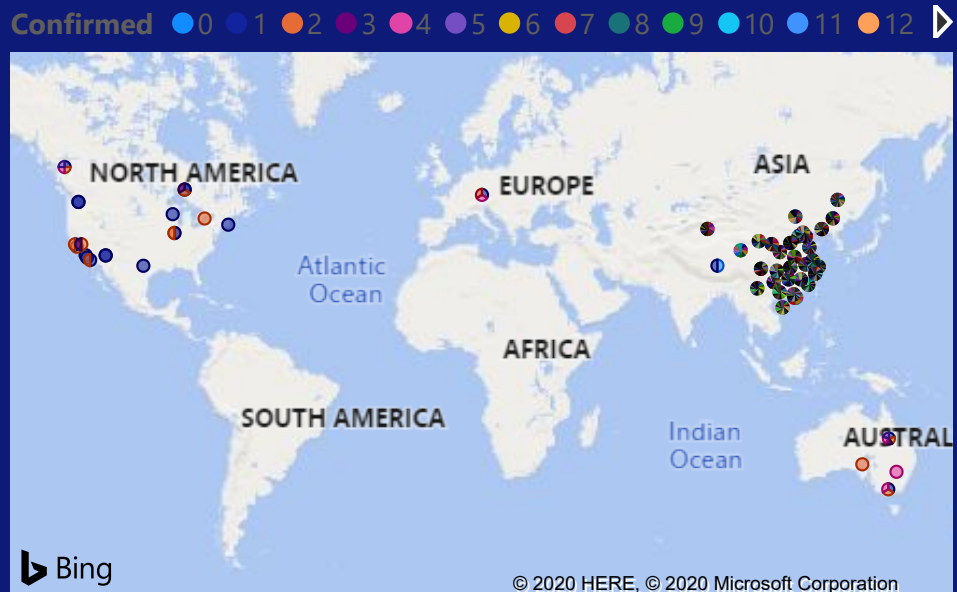 Confirmed 0 1 2 3 4 5 6 7 8 9 10 11 12
ASIA
NORTH AMERICA
EUROPE
Atlantic
Ocean
AFRICA
SOUTH AMERICA
Indian
Ocean
AUSTRAL
Bing
© 2020 HERE, © 2020 Microsoft Corporation